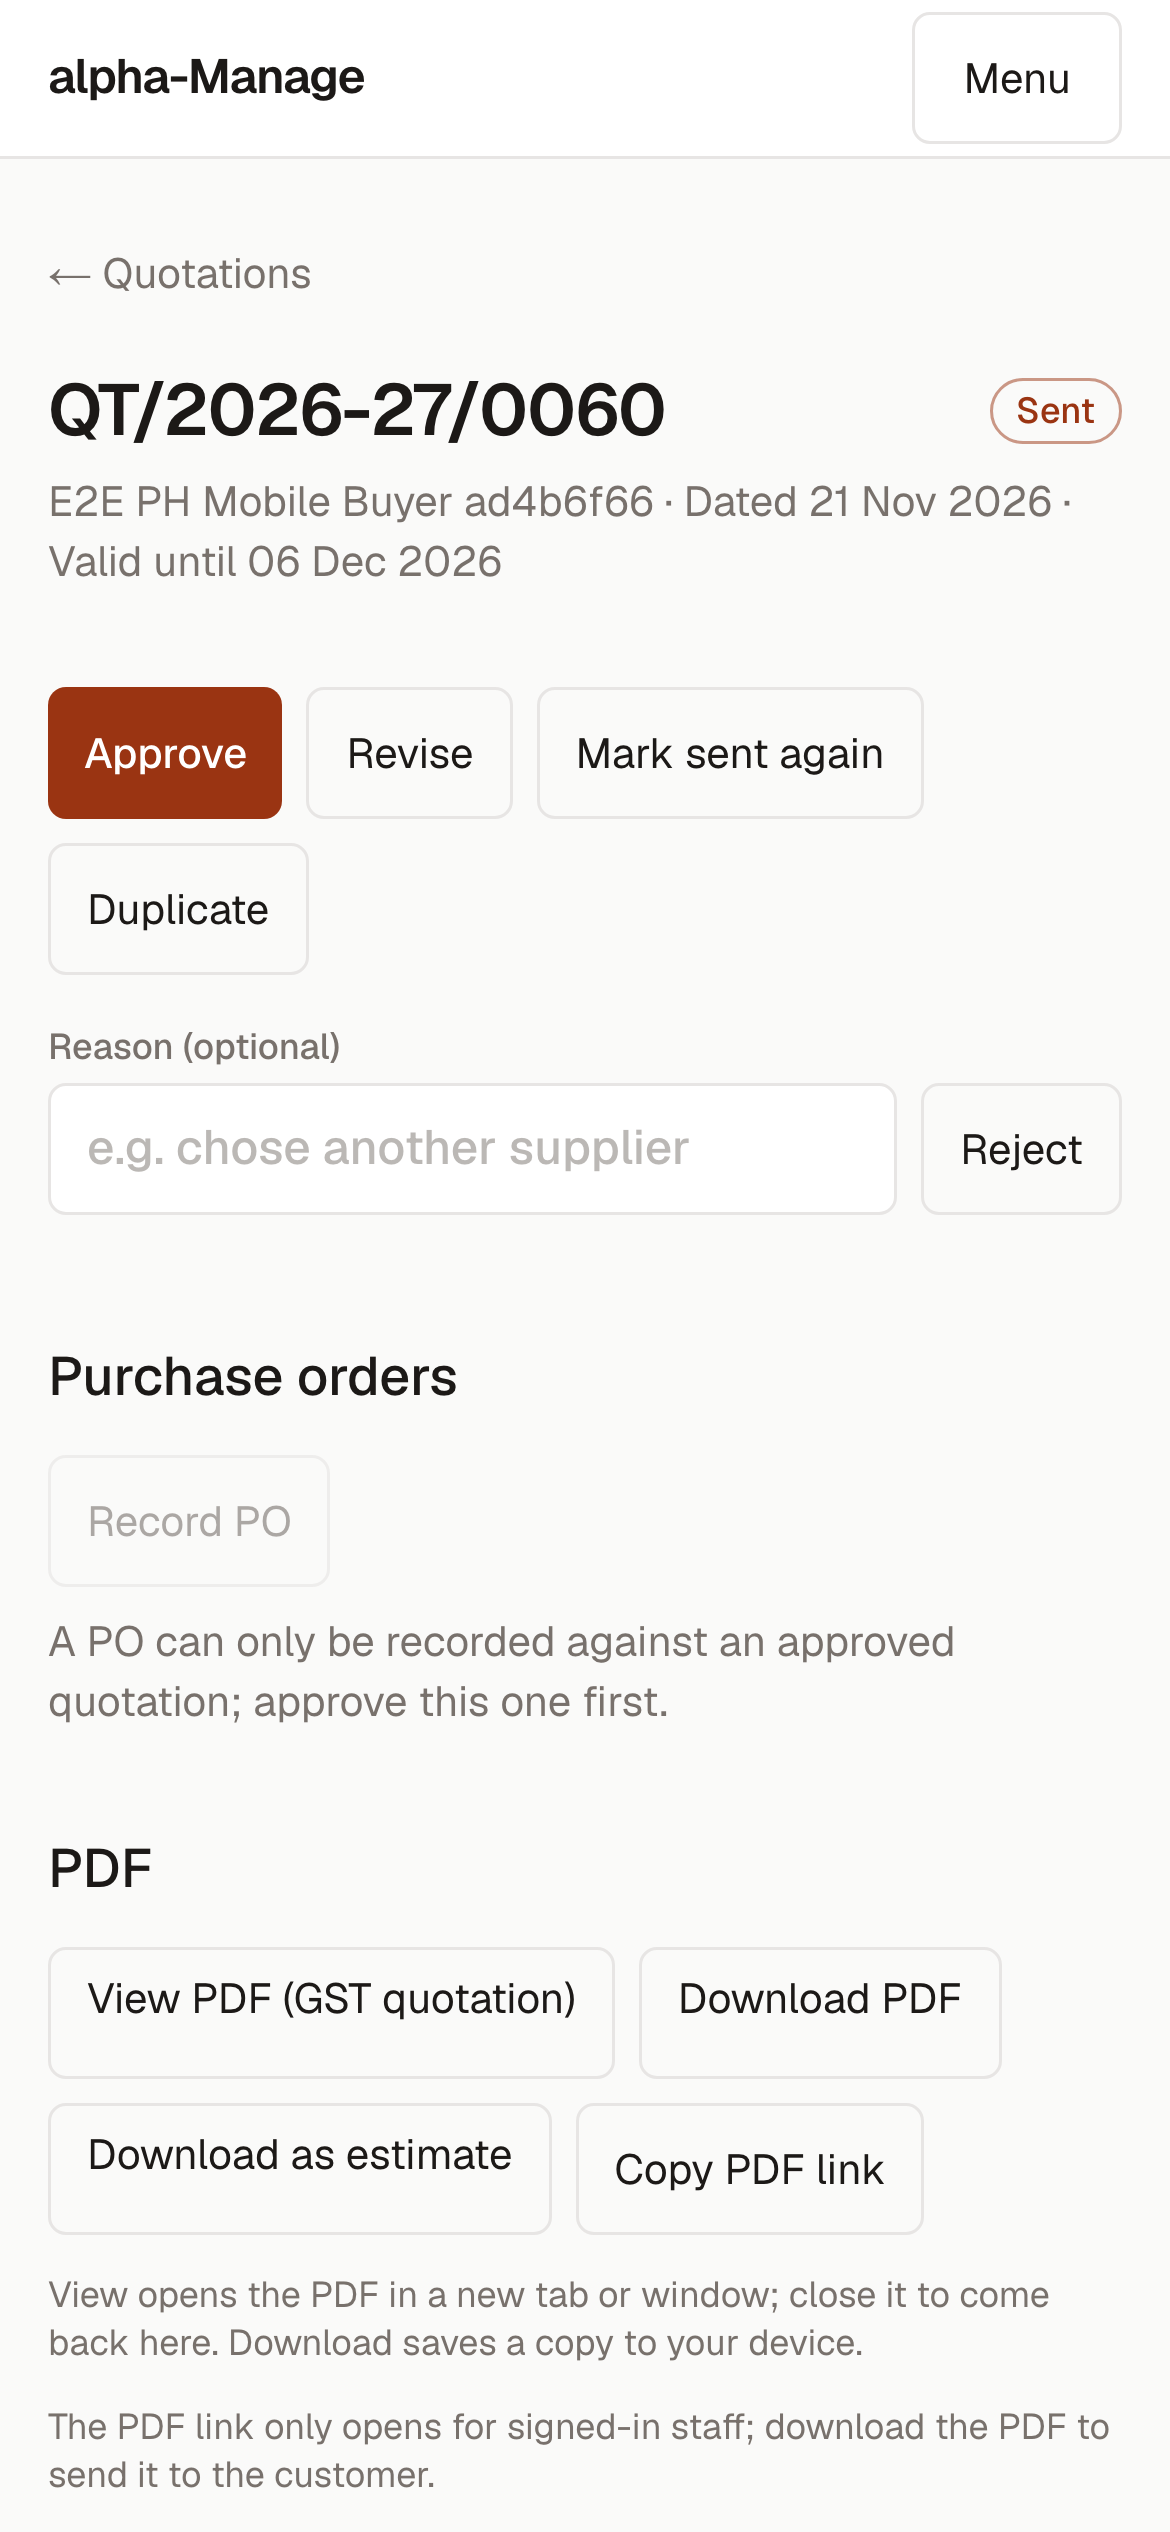 alpha-Manage
Menu
← Quotations
QT/2026-27/0060
Sent
E2E PH Mobile Buyer ad4b6f66 · Dated 21 Nov 2026 ·
Valid until 06 Dec 2026
Approve
Revise
Mark sent again
Duplicate
Reason (optional)
e.g. chose another supplier
Reject
Purchase orders
Record PO
A PO can only be recorded against an approved
quotation; approve this one first.
PDF
View PDF (GST quotation)
Download PDF
Download as estimate
Copy PDF link
View opens the PDF in a new tab or window; close it to come
back here. Download saves a copy to your device.
The PDF link only opens for signed-in staff; download the PDF to
send it to the customer.